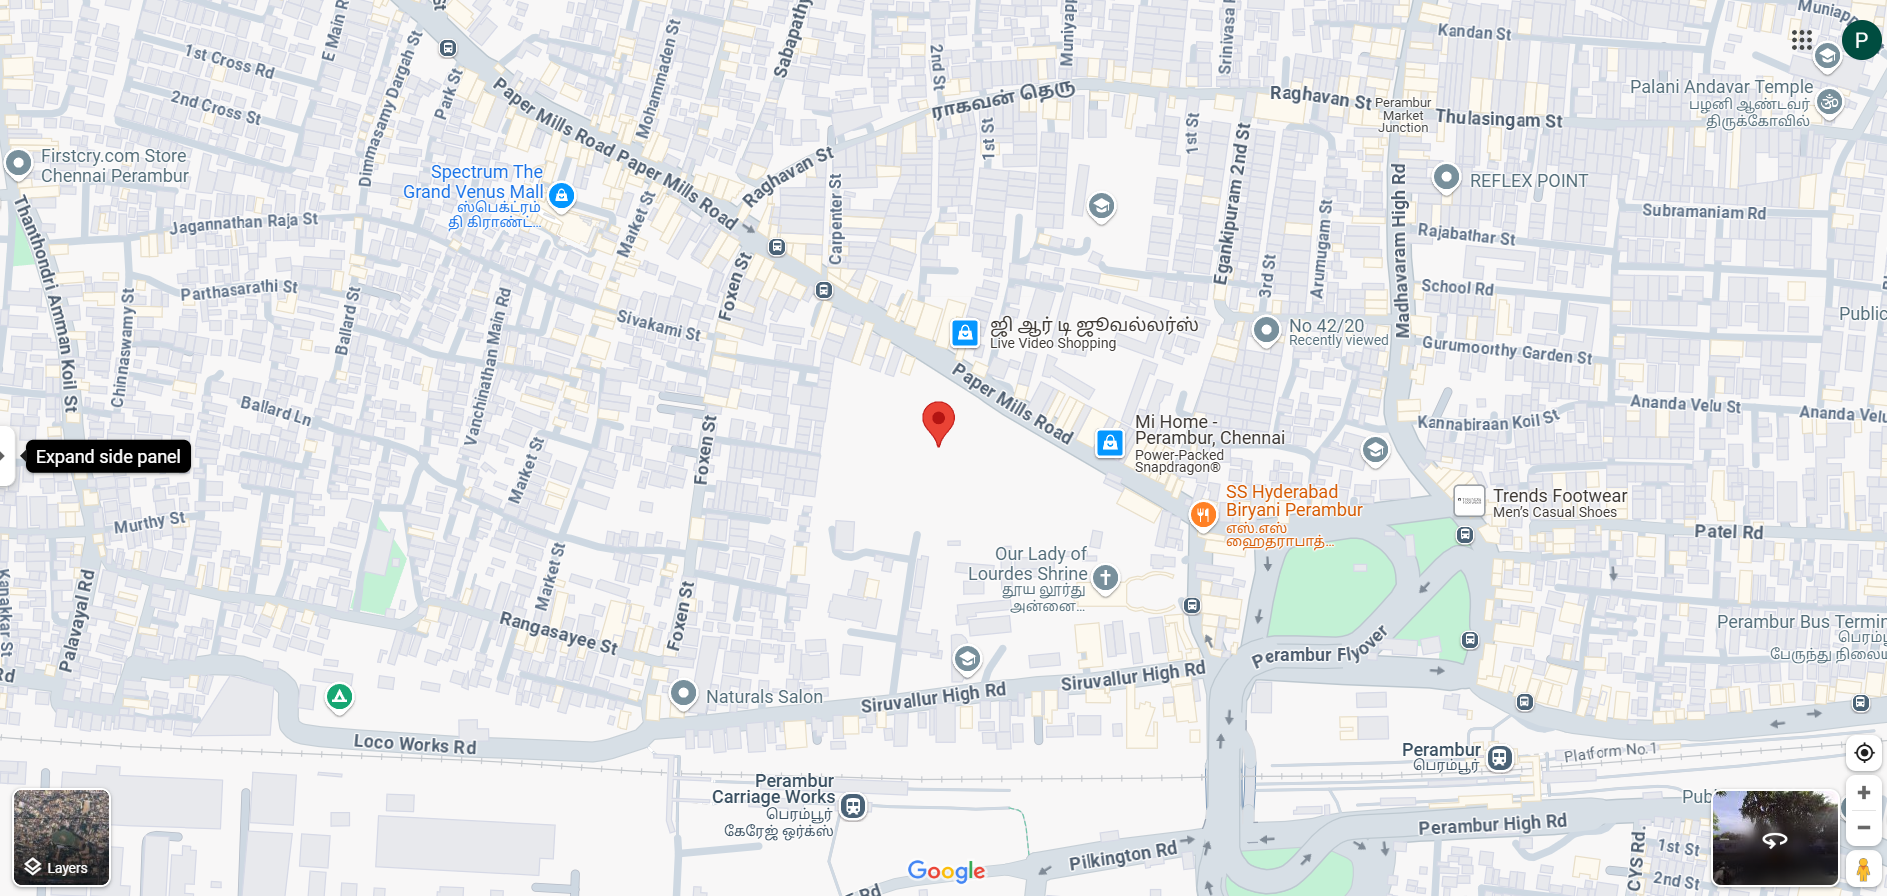 Kandan St
Muniyapp
P
E Main R
1st Cross Rd
2nd Cross St
Dimmasamy Dargah St
Park St
Mohammaden St
Sabapathy
2nd St
Muniyapp
Srinivasa
Palani Andavar Temple
பழனி ஆண்டவர்
திருக்கோவில்
Paper Mills Road
Paper Mills Road
ராகவன் தெரு
Raghavan St
Perambur
Market
Junction
Thulasingam St
Firstcry.com Store
Chennai Perambur
Spectrum The
Grand Venus Mall
ஸ்பெக்ட்ரம்
தி கிராண்ட்...
Raghavan St
1st St
1st St
Egankipuram 2nd St
REFLEX POINT
Madhavaram High Rd
Subramaniam Rd
Rajabathar St
Jagannathan Raja St
Maiket St
Carpenter St
Foxen St
3rd St
Arumugam St
School Rd
Thanthondri Amman Koil St
Parthasarathi St
Chinnaswamy St
Ballard St
Vanchinathan Main Rd
Sivakami St
ஜி ஆர் டி ஜூவல்லர்ஸ்
Live Video Shopping
No 42/20
Recently viewed
Public
Gurumoorthy Garden St
Paper Mills Road
Ananda Velu St
Ananda Velu
Kannabiraan Koil St
Ballard Ln
Foxen St
Mi Home -
Perambur, Chennai
Power-Packed
Snapdragon®
Expand side panel
Maiket St
SS Hyderabad
Biryani Perambur
எஸ்.எஸ்
ஹைதராபாத்...
Trends Footwear
Men's Casual Shoes
Patel Rd
Murthy St
Our Lady of
Lourdes Shrine
தூய லூர்து
அன்னை...
Kanakkar St
Palavayal Rd
Market St
Foxen St
Rangasayee St
Perambur Bus Termin
பெரம்பூ
பேருந்து நிலைய
Perambur Flyover
Rd
Siruvallur High Rd
Siruvallur High Rd
Naturals Salon
Loco Works Rd
Perambur
பெரம்பூர்
Platform No.1
Perambur
Carriage Works
பெரம்பூர்
கேரேஜ் ஒர்க்ஸ்
Publ
Perambur High Rd
Pilkington Rd
CYS Rd.
1st St
2nd St
Layers
Google
Rd